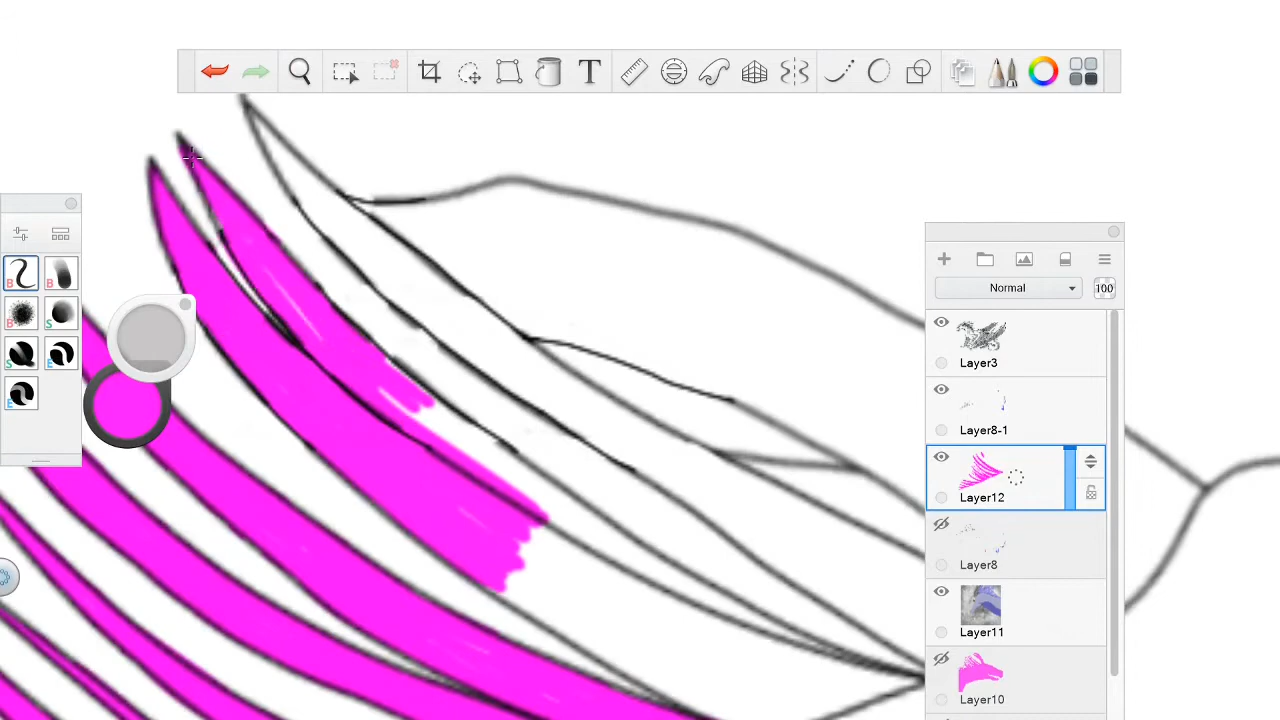 T
B
B
B
S
S
E
E
Normal
100
Layer3
Layer8-1
Layer12
Layer8
Layer11
Layer10